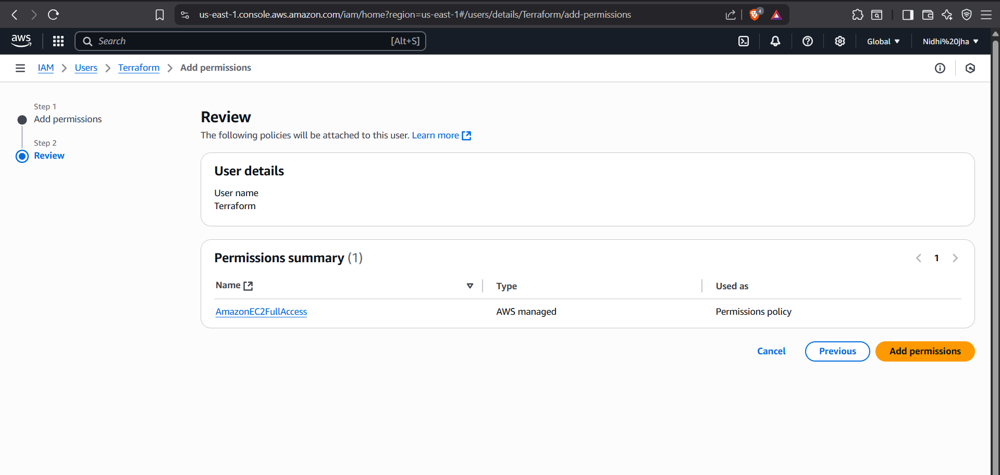 us-east-1.console.aws.amazon.com/iam/home?region=us-east-1#/users/details/Terraform/add-permissions
4
aws
Search
[Alt+S]
Global
Nidhi%20jha
IAM
Users
Terraform
Add permissions
Step 1
Add permissions
Step 2
Review
Review
The following policies will be attached to this user. Learn more
User details
User name
Terraform
Permissions summary (1)
1
Name
Type
Used as
AmazonEC2FullAccess
AWS managed
Permissions policy
Cancel
Previous
Add permissions